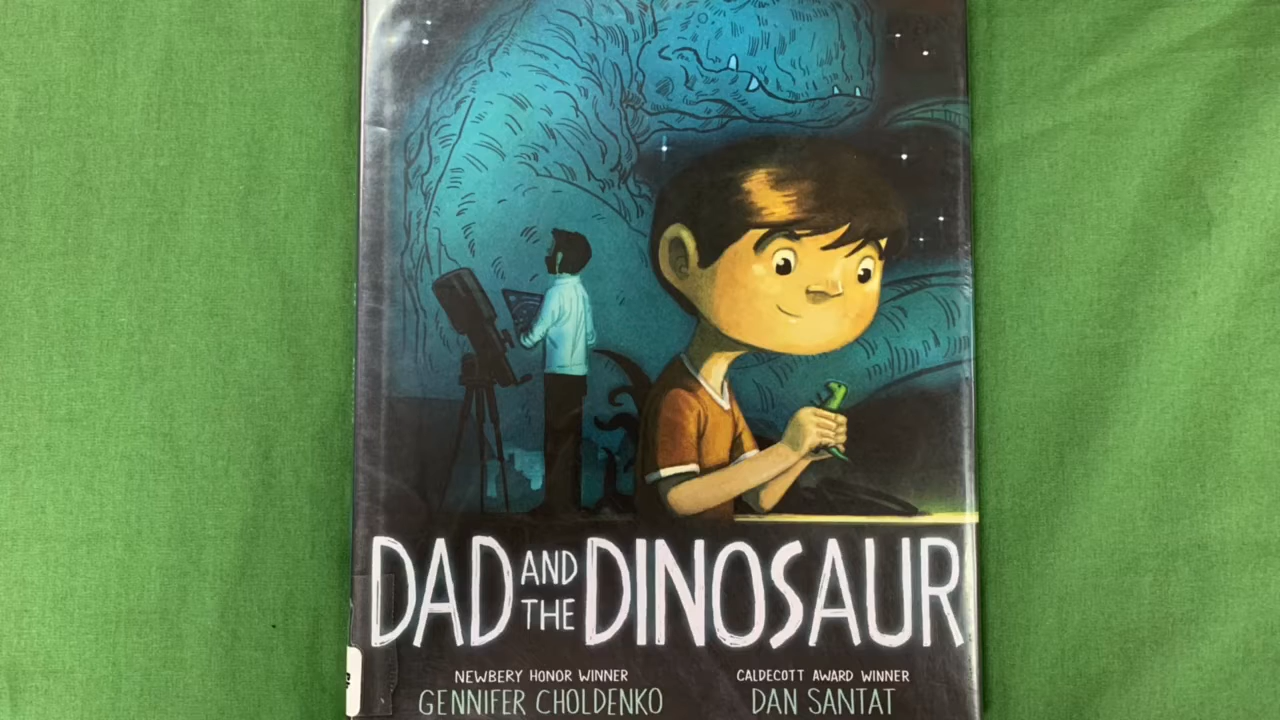 DAD AND THE DINOSAUR
NEWBERY HONOR WINNER
GENNIFER CHOLDENKO
CALDECOTT AWARD WINNER
DAN SANTAT